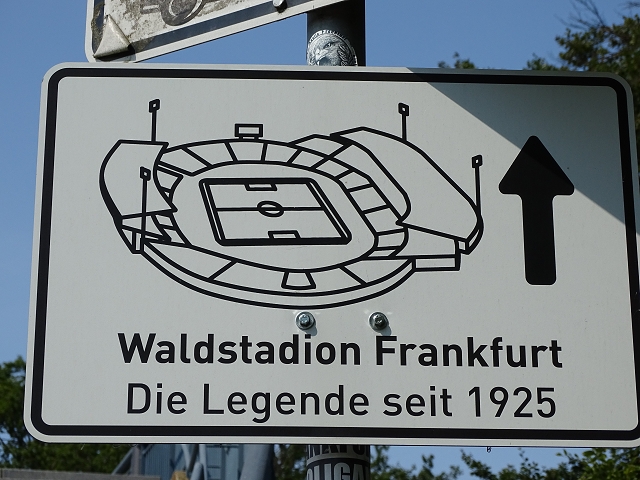 Waldstadion Frankfurt
Die Legende seit 1925